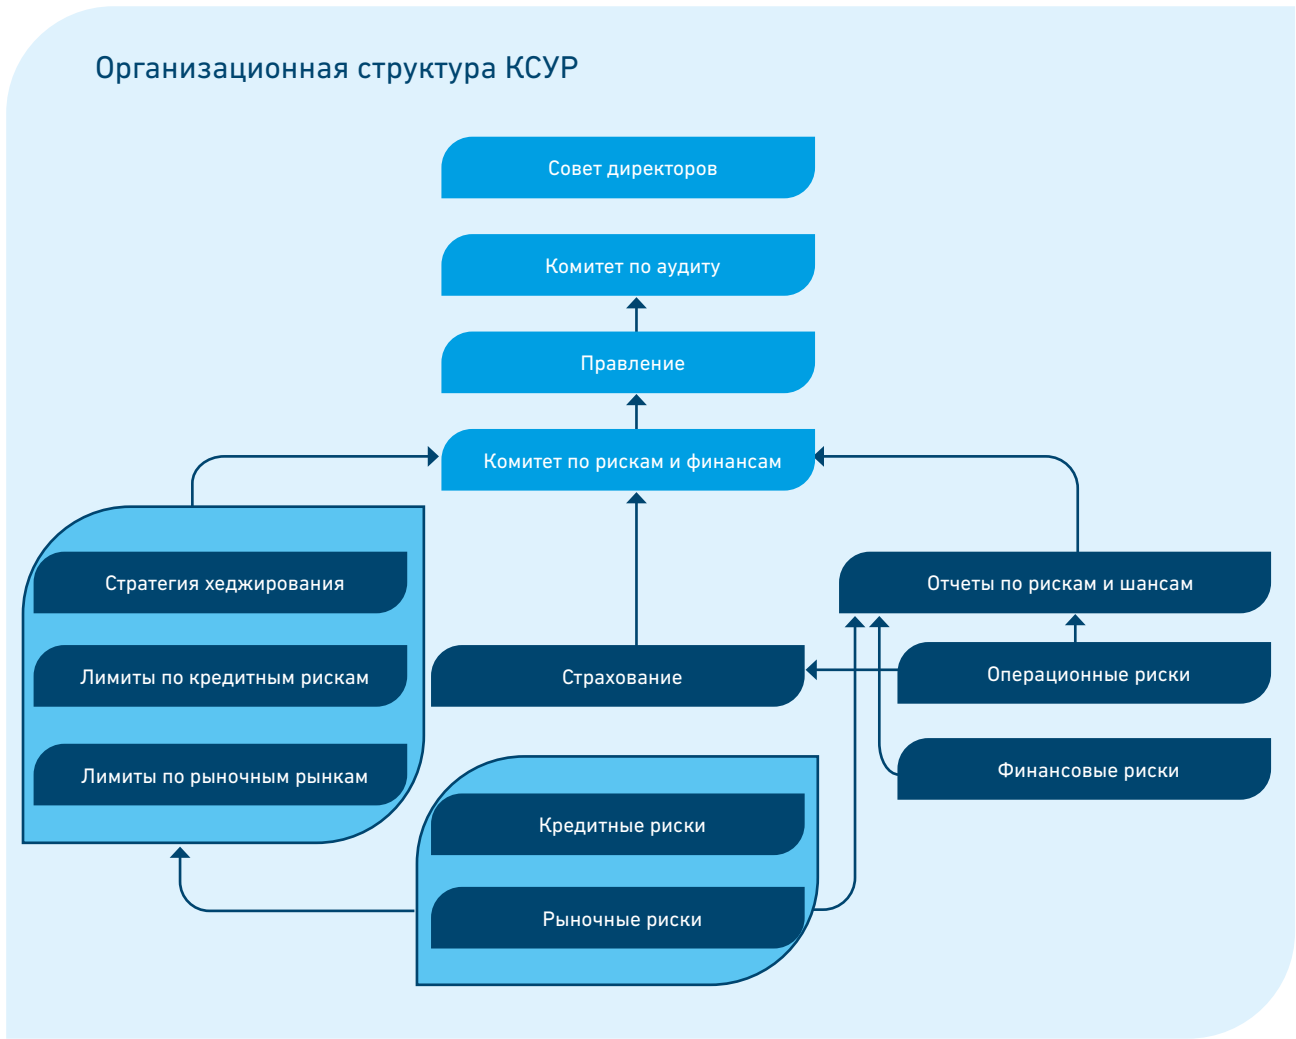 Организационная структура КСУР
Совет директоров
Комитет по аудиту
Правление
Комитет по рискам и финансам
Стратегия хеджирования
Лимиты по кредитным рискам
Лимиты по рыночным рынкам
Страхование
Отчеты по рискам и шансам
Операционные риски
Финансовые риски
Кредитные риски
Рыночные риски